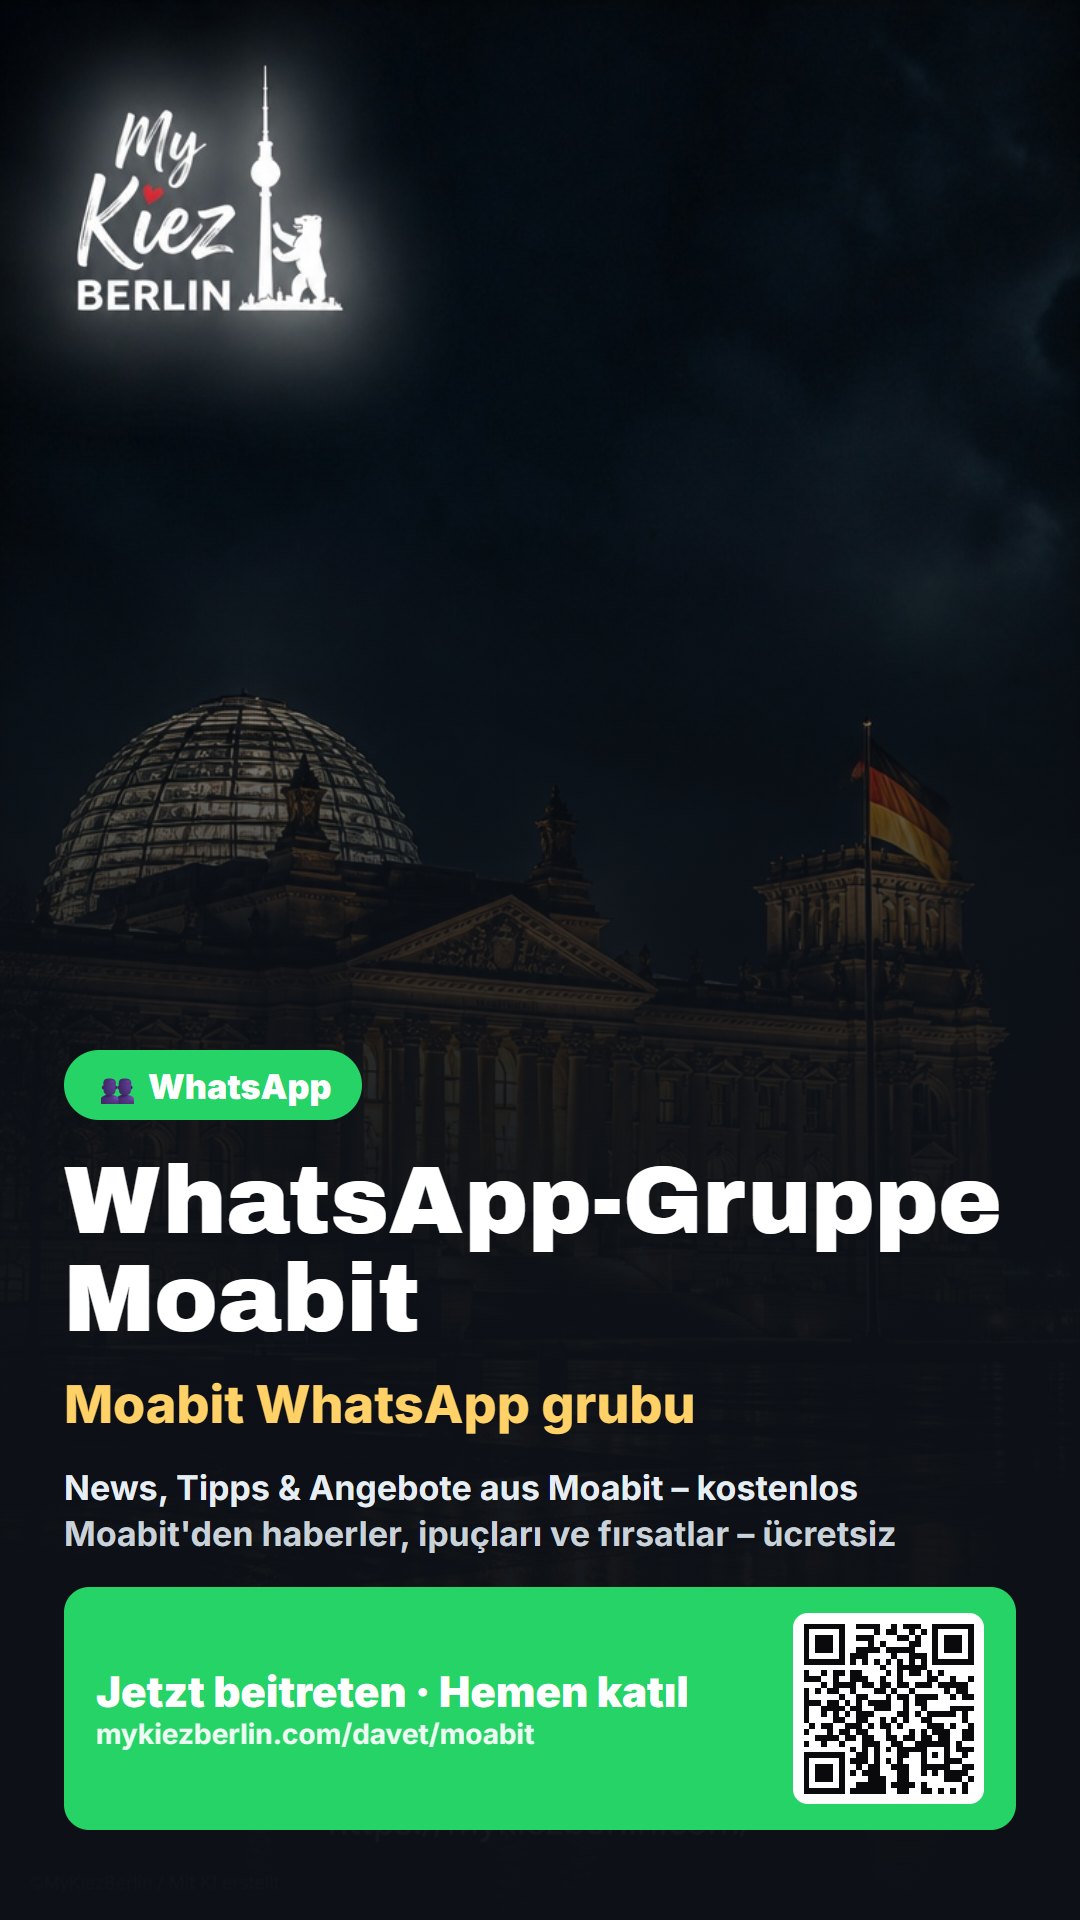 My
Kiez
BERLIN
WhatsApp
WhatsApp-Gruppe
Moabit
Moabit WhatsApp grubu
News, Tipps & Angebote aus Moabit – kostenlos
Moabit'den haberler, ipuçları ve fırsatlar – ücretsiz
Jetzt beitreten · Hemen katıl
mykiezberlin.com/davet/moabit